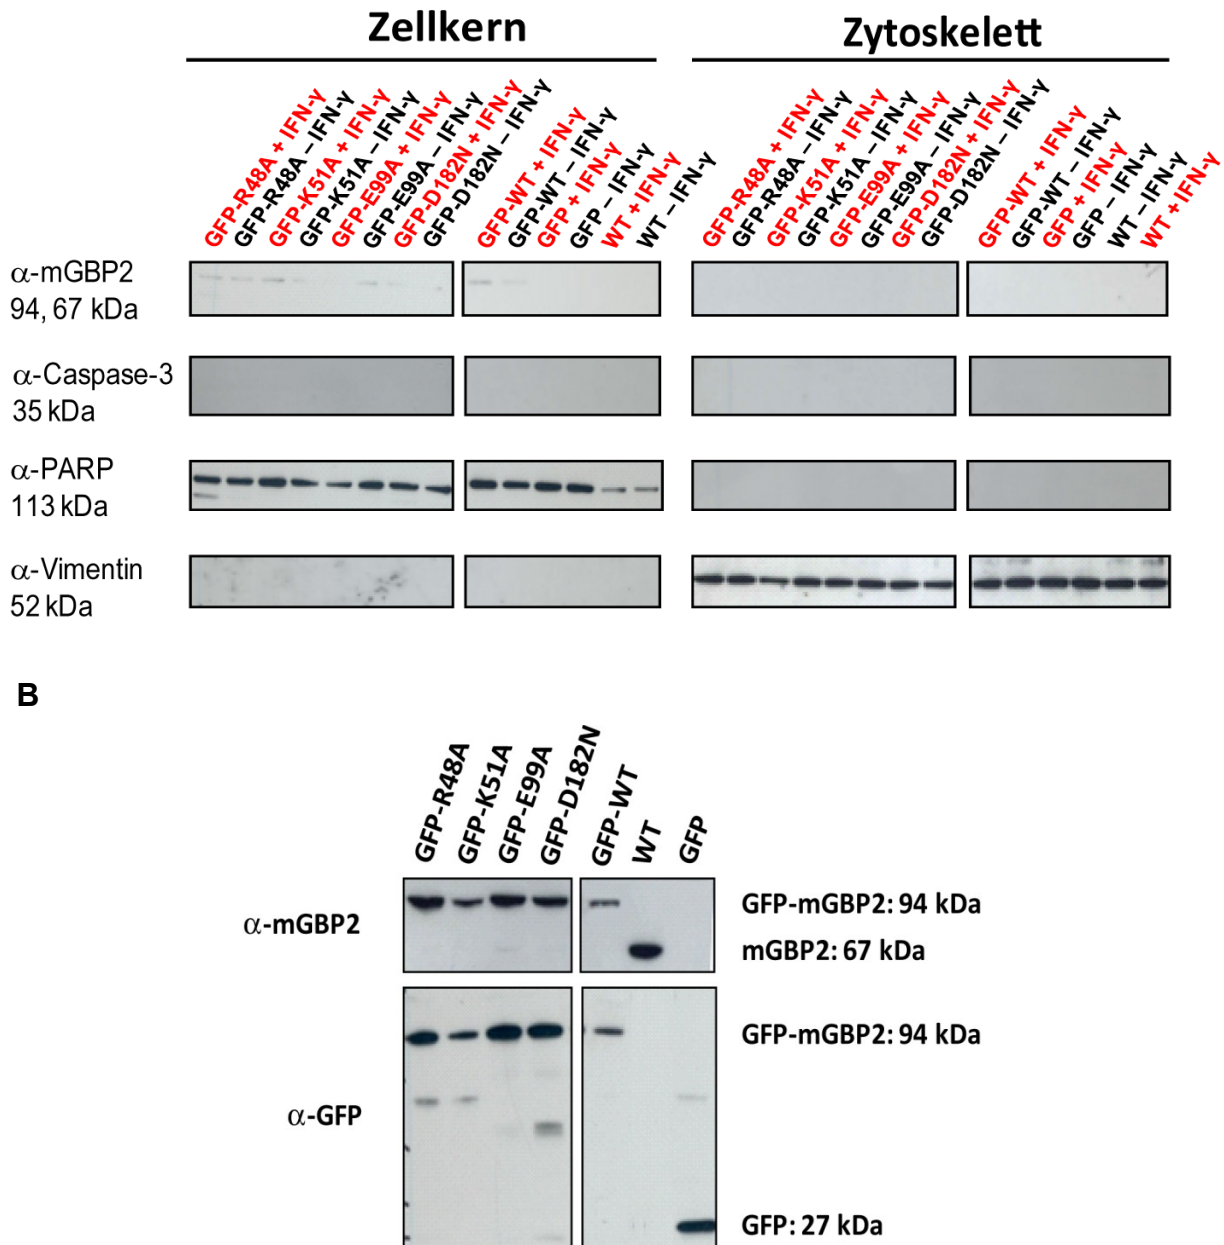 Zellkern
Zytoskelett
GFP-R48A + IFN-γ
GFP-R48A – IFN-γ
GFP-K51A + IFN-γ
GFP-K51A – IFN-γ
GFP-E99A + IFN-γ
GFP-E99A – IFN-γ
GFP-D182N + IFN-γ
GFP-D182N – IFN-γ
GFP-WT + IFN-γ
GFP-WT – IFN-γ
GFP + IFN-γ
GFP – IFN-γ
WT + IFN-γ
WT – IFN-γ
GFP-R48A + IFN-γ
GFP-R48A – IFN-γ
GFP-K51A + IFN-γ
GFP-K51A – IFN-γ
GFP-E99A + IFN-γ
GFP-E99A – IFN-γ
GFP-D182N + IFN-γ
GFP-D182N – IFN-γ
GFP-WT + IFN-γ
GFP-WT – IFN-γ
GFP + IFN-γ
GFP – IFN-γ
WT – IFN-γ
WT + IFN-γ
α-mGBP2
94, 67 kDa
α-Caspase-3
35 kDa
α-PARP
113 kDa
α-Vimentin
52 kDa
B
GFP-R48A
GFP-K51A
GFP-E99A
GFP-D182N
GFP-WT
WT
GFP
α-mGBP2
GFP-mGBP2: 94 kDa
mGBP2: 67 kDa
GFP-mGBP2: 94 kDa
α-GFP
GFP: 27 kDa